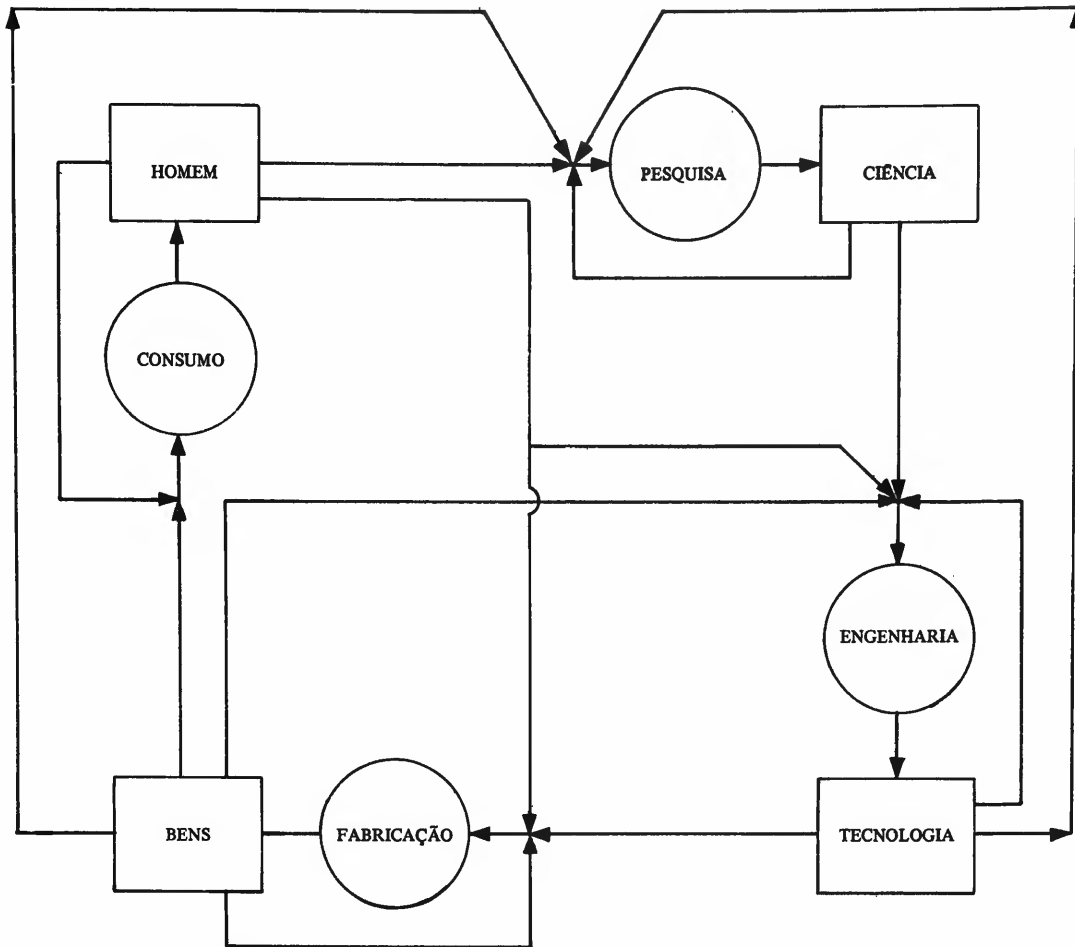 HOMEM
PESQUISA
CIÊNCIA
CONSUMO
ENGENHARIA
BENS
FABRICAÇÃO
TECNOLOGIA